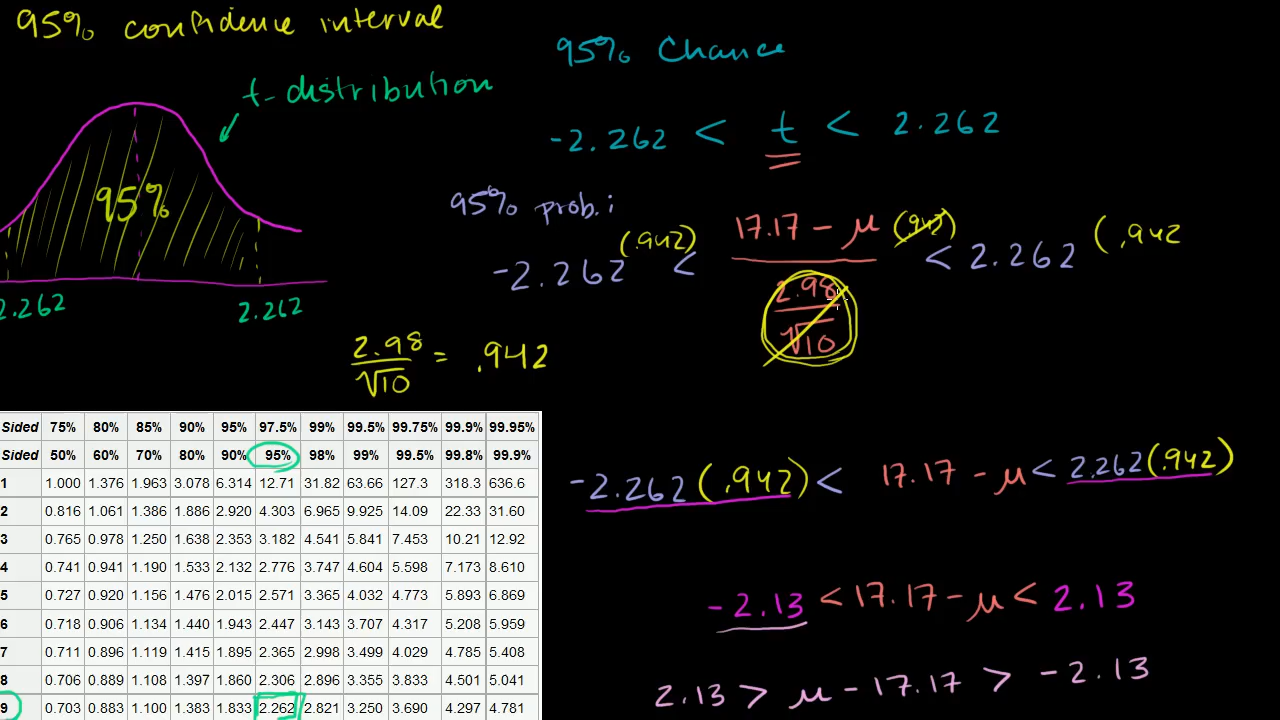 95% confidence interval
95% Chance
t-distribution
-2.262 < t < 2.262
95%
95% prob.i
(.942) 17.17 - μ (.942) (.942
-2.262 < < 2.262
2.98
√10
2.262 2.262
2.98 = .942
√10
Sided 75% 80% 85% 90% 95% 97.5% 99% 99.5% 99.75% 99.9% 99.95%
Sided 50% 60% 70% 80% 90% 95% 98% 99% 99.5% 99.8% 99.9%
1 1.000 1.376 1.963 3.078 6.314 12.71 31.82 63.66 127.3 318.3 636.6
2 0.816 1.061 1.386 1.886 2.920 4.303 6.965 9.925 14.09 22.33 31.60
3 0.765 0.978 1.250 1.638 2.353 3.182 4.541 5.841 7.453 10.21 12.92
4 0.741 0.941 1.190 1.533 2.132 2.776 3.747 4.604 5.598 7.173 8.610
5 0.727 0.920 1.156 1.476 2.015 2.571 3.365 4.032 4.773 5.893 6.869
6 0.718 0.906 1.134 1.440 1.943 2.447 3.143 3.707 4.317 5.208 5.959
7 0.711 0.896 1.119 1.415 1.895 2.365 2.998 3.499 4.029 4.785 5.408
8 0.706 0.889 1.108 1.397 1.860 2.306 2.896 3.355 3.833 4.501 5.041
9 0.703 0.883 1.100 1.383 1.833 2.262 2.821 3.250 3.690 4.297 4.781
-2.262(.942) < 17.17 - μ < 2.262(.942)
-2.13 < 17.17 - μ < 2.13
2.13 > μ - 17.17 > -2.13